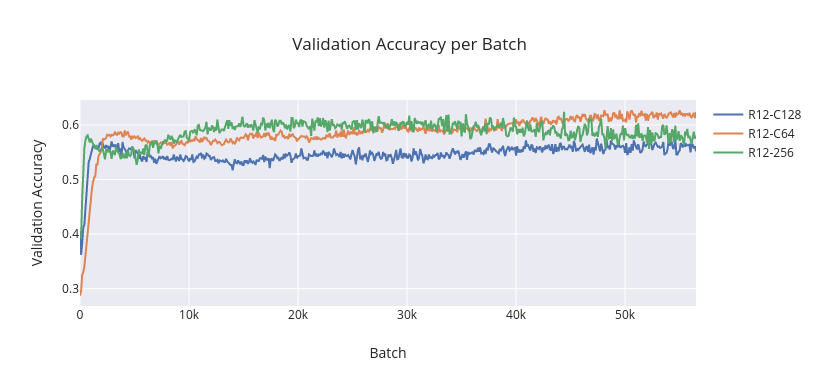 Validation Accuracy per Batch
Validation Accuracy
0.6
0.5
0.4
0.3
0
10k
20k
30k
40k
50k
Batch
R12-C128
R12-C64
R12-256